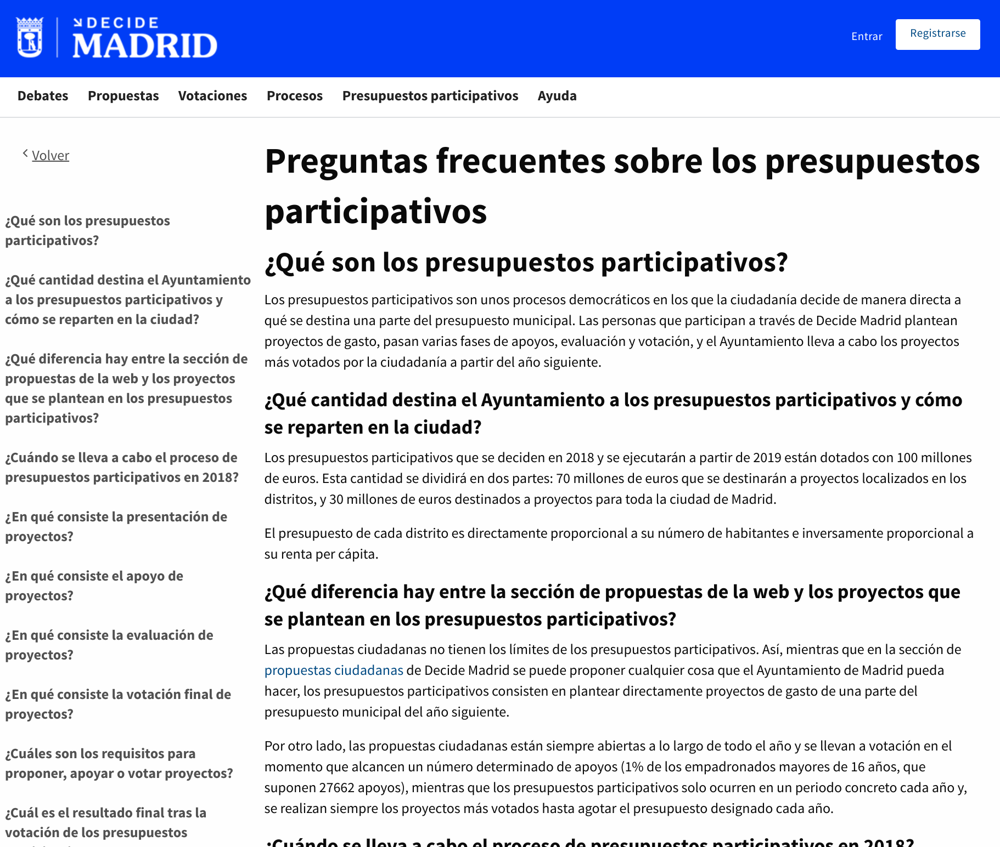 DECIDE
MADRID
Entrar
Registrarse
Debates Propuestas Votaciones Procesos Presupuestos participativos Ayuda
Volver
¿Qué son los presupuestos
participativos?
¿Qué cantidad destina el Ayuntamiento
a los presupuestos participativos y
cómo se reparten en la ciudad?
¿Qué diferencia hay entre la sección de
propuestas de la web y los proyectos
que se plantean en los presupuestos
participativos?
¿Cuándo se lleva a cabo el proceso de
presupuestos participativos en 2018?
¿En qué consiste la presentación de
proyectos?
¿En qué consiste el apoyo de
proyectos?
¿En qué consiste la evaluación de
proyectos?
¿En qué consiste la votación final de
proyectos?
¿Cuáles son los requisitos para
proponer, apoyar o votar proyectos?
¿Cuál es el resultado final tras la
votación de los presupuestos
Preguntas frecuentes sobre los presupuestos
participativos
¿Qué son los presupuestos participativos?
Los presupuestos participativos son unos procesos democráticos en los que la ciudadanía decide de manera directa a
qué se destina una parte del presupuesto municipal. Las personas que participan a través de Decide Madrid plantean
proyectos de gasto, pasan varias fases de apoyos, evaluación y votación, y el Ayuntamiento lleva a cabo los proyectos
más votados por la ciudadanía a partir del año siguiente.
¿Qué cantidad destina el Ayuntamiento a los presupuestos participativos y cómo
se reparten en la ciudad?
Los presupuestos participativos que se deciden en 2018 y se ejecutarán a partir de 2019 están dotados con 100 millones
de euros. Esta cantidad se dividirá en dos partes: 70 millones de euros que se destinarán a proyectos localizados en los
distritos, y 30 millones de euros destinados a proyectos para toda la ciudad de Madrid.
El presupuesto de cada distrito es directamente proporcional a su número de habitantes e inversamente proporcional a
su renta per cápita.
¿Qué diferencia hay entre la sección de propuestas de la web y los proyectos que
se plantean en los presupuestos participativos?
Las propuestas ciudadanas no tienen los límites de los presupuestos participativos. Así, mientras que en la sección de
propuestas ciudadanas de Decide Madrid se puede proponer cualquier cosa que el Ayuntamiento de Madrid pueda
hacer, los presupuestos participativos consisten en plantear directamente proyectos de gasto de una parte del
presupuesto municipal del año siguiente.
Por otro lado, las propuestas ciudadanas están siempre abiertas a lo largo de todo el año y se llevan a votación en el
momento que alcancen un número determinado de apoyos (1% de los empadronados mayores de 16 años, que
suponen 27662 apoyos), mientras que los presupuestos participativos solo ocurren en un periodo concreto cada año y,
se realizan siempre los proyectos más votados hasta agotar el presupuesto designado cada año.
¿Cuándo se lleva a cabo el proceso de presupuestos participativos en 2018?